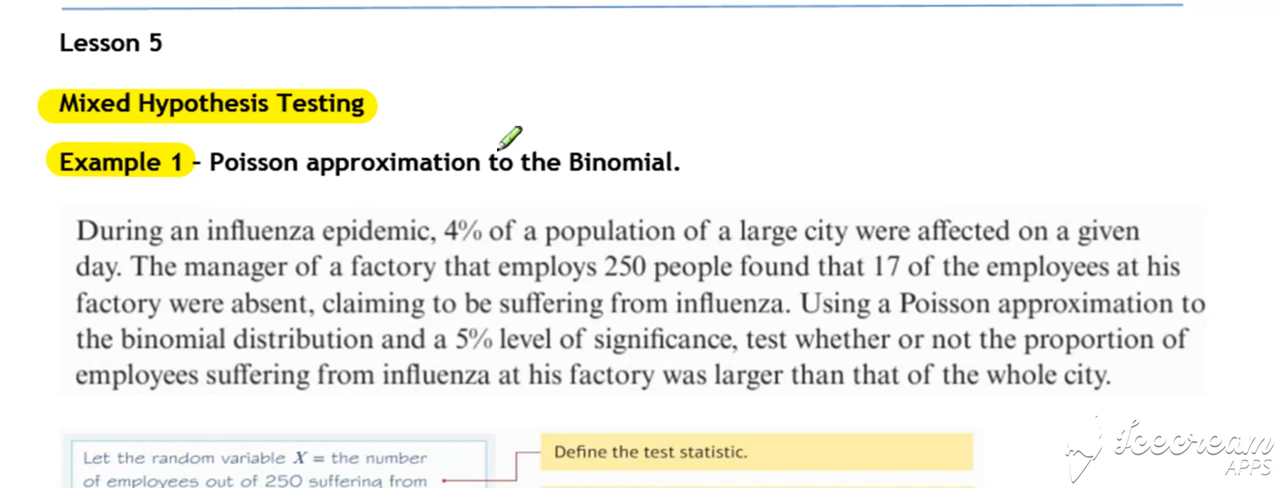 Lesson 5
Mixed Hypothesis Testing
Example 1 - Poisson approximation to the Binomial.
During an influenza epidemic, 4% of a population of a large city were affected on a given
day. The manager of a factory that employs 250 people found that 17 of the employees at his
factory were absent, claiming to be suffering from influenza. Using a Poisson approximation to
the binomial distribution and a 5% level of significance, test whether or not the proportion of
employees suffering from influenza at his factory was larger than that of the whole city.
Let the random variable X = the number
of employees out of 250 suffering from
Define the test statistic.
Icecream
APPS